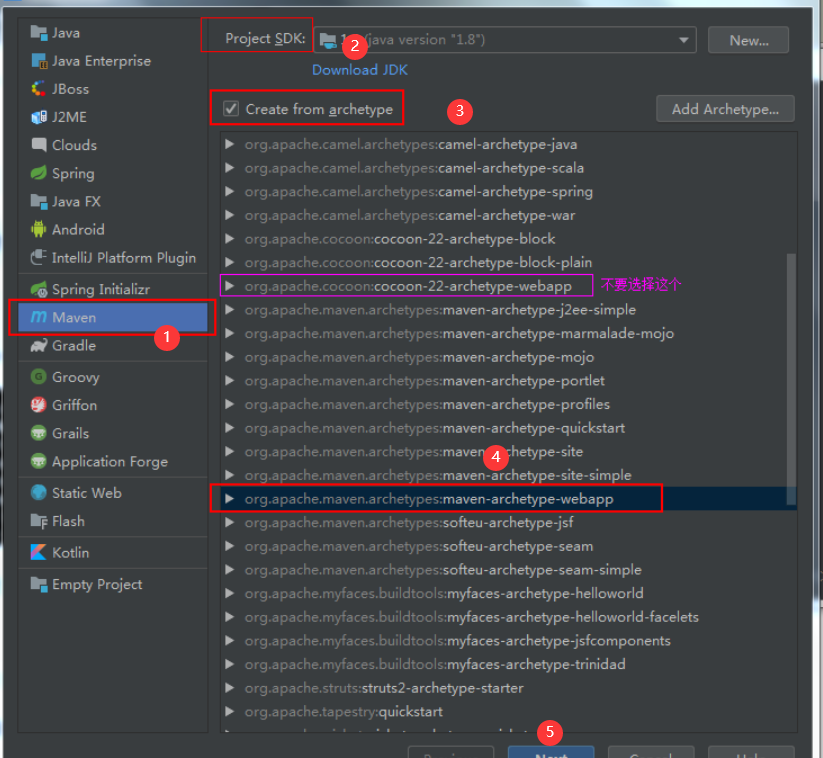 Java
Java Enterprise
JBoss
J2ME
Clouds
Spring
Java FX
Android
IntelliJ Platform Plugin
Spring Initializr
Maven
1
Gradle
Groovy
Griffon
Grails
Application Forge
Static Web
Flash
Kotlin
Empty Project
Project SDK:
2
(java version "1.8")
New...
Download JDK
Create from archetype
3
Add Archetype...
org.apache.camel.archetypes:camel-archetype-java
org.apache.camel.archetypes:camel-archetype-scala
org.apache.camel.archetypes:camel-archetype-spring
org.apache.camel.archetypes:camel-archetype-war
org.apache.cocoon:cocoon-22-archetype-block
org.apache.cocoon:cocoon-22-archetype-block-plain
org.apache.cocoon:cocoon-22-archetype-webapp 不要选择这个
org.apache.maven.archetypes:maven-archetype-j2ee-simple
org.apache.maven.archetypes:maven-archetype-marmalade-mojo
org.apache.maven.archetypes:maven-archetype-mojo
org.apache.maven.archetypes:maven-archetype-portlet
org.apache.maven.archetypes:maven-archetype-profiles
org.apache.maven.archetypes:maven-archetype-quickstart
org.apache.maven.archetypes:maven-archetype-site
4
org.apache.maven.archetypes:maven-archetype-site-simple
org.apache.maven.archetypes:maven-archetype-webapp
org.apache.maven.archetypes:softeu-archetype-jsf
org.apache.maven.archetypes:softeu-archetype-seam
org.apache.maven.archetypes:softeu-archetype-seam-simple
org.apache.myfaces.buildtools:myfaces-archetype-helloworld
org.apache.myfaces.buildtools:myfaces-archetype-helloworld-facelets
org.apache.myfaces.buildtools:myfaces-archetype-jsfcomponents
org.apache.myfaces.buildtools:myfaces-archetype-trinidad
org.apache.struts:struts2-archetype-starter
org.apache.tapestry:quickstart
5
Next